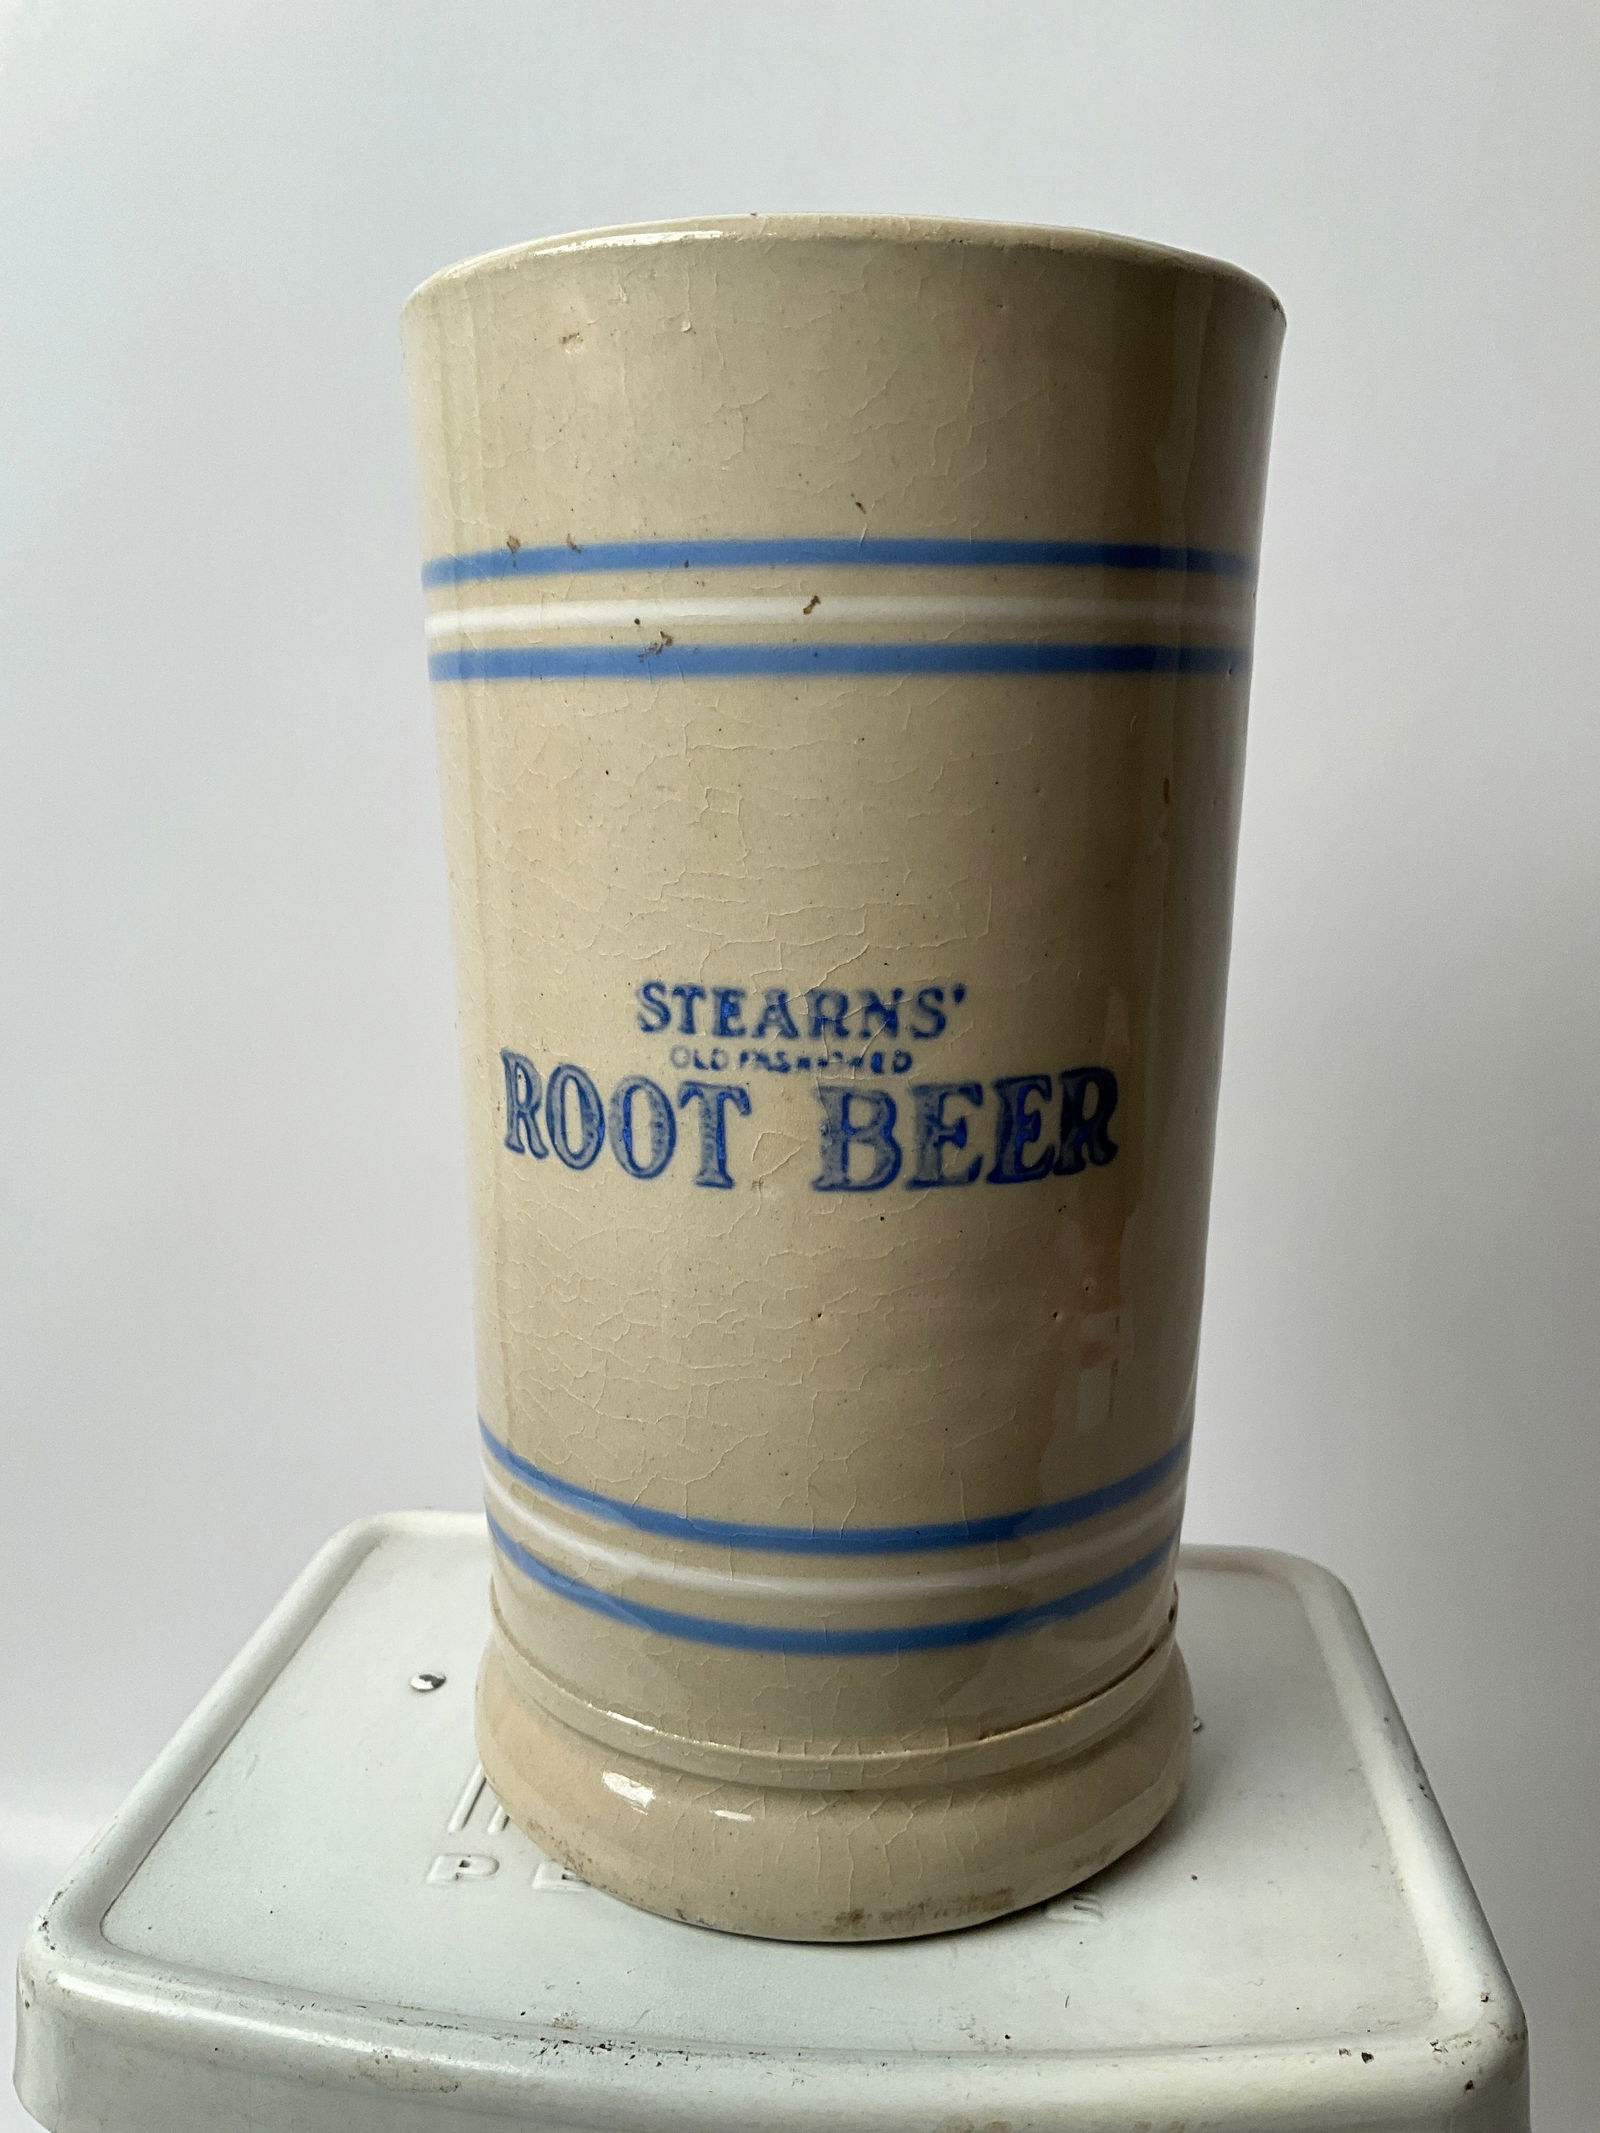 STEARNS'
OLD FASHIONED
ROOT BEER